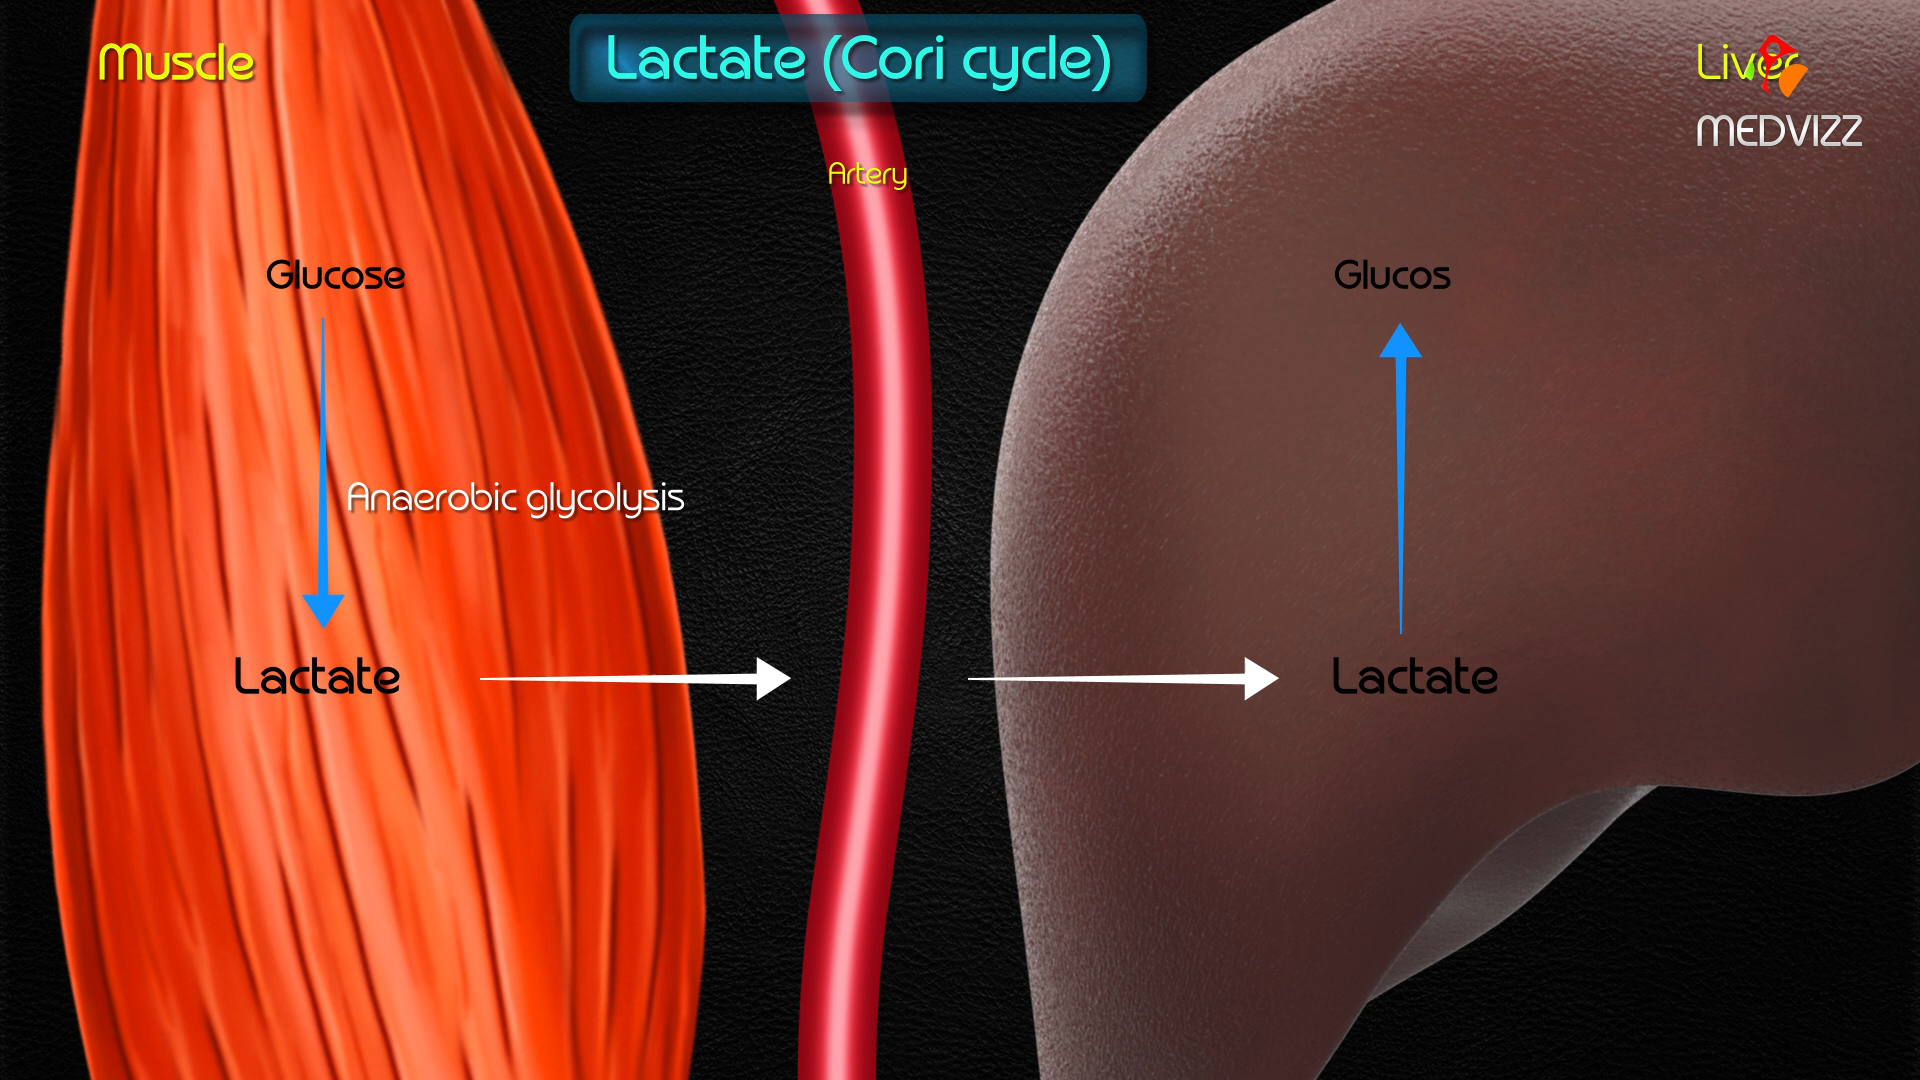 Muscle
Lactate (Cori cycle)
Liver
MEDVIZZ
Artery
Glucose
Glucos
Anaerobic glycolysis
Lactate
Lactate